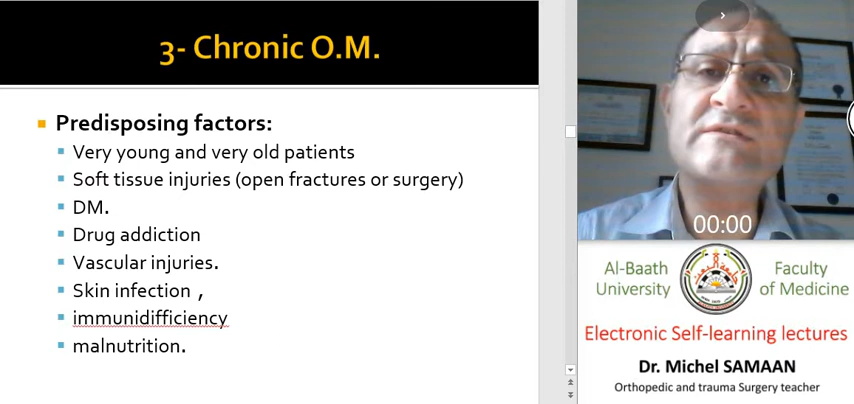 3- Chronic O.M.
Predisposing factors:
Very young and very old patients
Soft tissue injuries (open fractures or surgery)
DM.
Drug addiction
Vascular injuries.
Skin infection ,
immunidifficiency
malnutrition.
00:00
Al-Baath University
Faculty of Medicine
Electronic Self-learning lectures
Dr. Michel SAMAAN
Orthopedic and trauma Surgery teacher